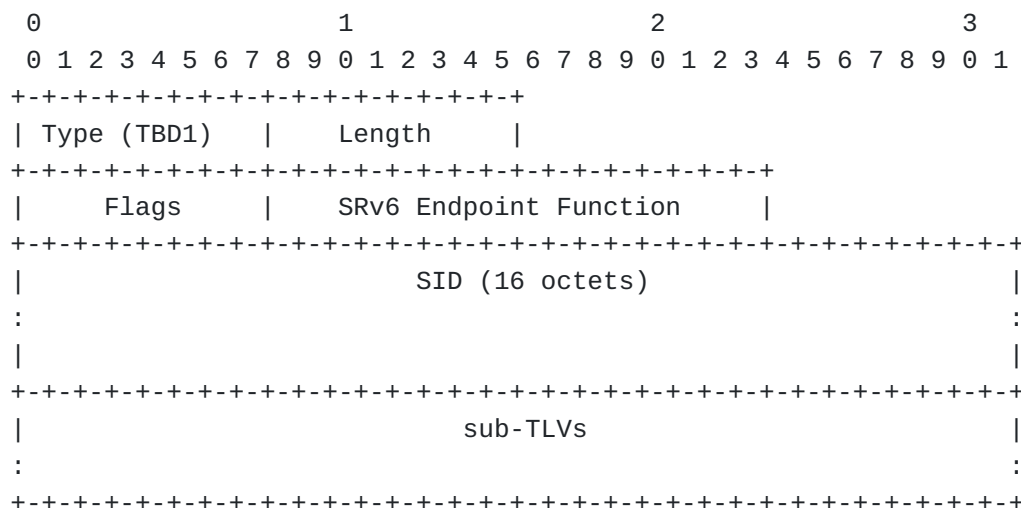 0                   1                   2                   3
 0 1 2 3 4 5 6 7 8 9 0 1 2 3 4 5 6 7 8 9 0 1 2 3 4 5 6 7 8 9 0 1
+-+-+-+-+-+-+-+-+-+-+-+-+-+-+-+-+
| Type (TBD1)   |    Length     |
+-+-+-+-+-+-+-+-+-+-+-+-+-+-+-+-+-+-+-+-+-+-+-+-+
|     Flags     |    SRv6 Endpoint Function     |
+-+-+-+-+-+-+-+-+-+-+-+-+-+-+-+-+-+-+-+-+-+-+-+-+-+-+-+-+-+-+-+-+
|                         SID (16 octets)                       |
:                                                               :
|                                                               |
+-+-+-+-+-+-+-+-+-+-+-+-+-+-+-+-+-+-+-+-+-+-+-+-+-+-+-+-+-+-+-+-+
|                            sub-TLVs                           |
:                                                               :
+-+-+-+-+-+-+-+-+-+-+-+-+-+-+-+-+-+-+-+-+-+-+-+-+-+-+-+-+-+-+-+-+